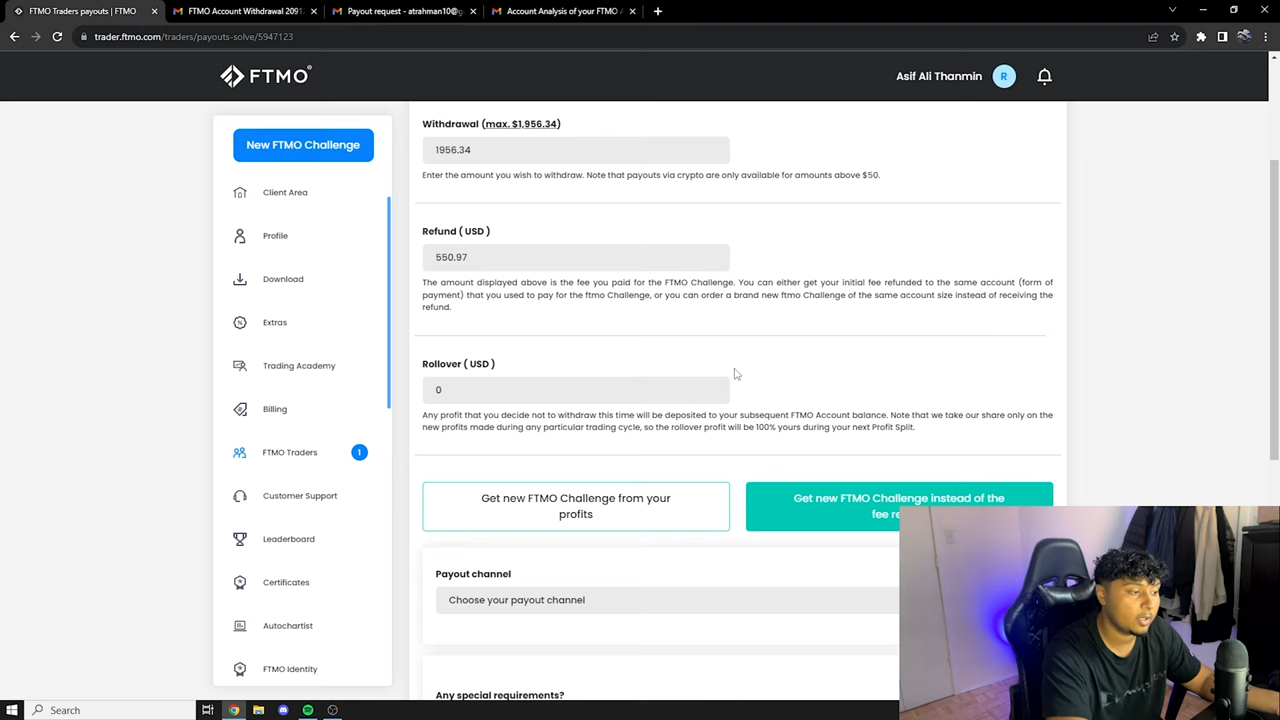 FTMO Traders payouts | FTMO
FTMO Account Withdrawal 2091
Payout request - atrahman10@g
Account Analysis of your FTMO
trader.ftmo.com/traders/payouts-solve/5947123
FTMO
Asif Ali Thanmin
R
New FTMO Challenge
Client Area
Profile
Download
Extras
Trading Academy
Billing
FTMO Traders
1
Customer Support
Leaderboard
Certificates
Autochartist
FTMO Identity
Withdrawal (max. $1,956.34)
1956.34
Enter the amount you wish to withdraw. Note that payouts via crypto are only available for amounts above $50.
Refund ( USD )
550.97
The amount displayed above is the fee you paid for the FTMO Challenge. You can either get your initial fee refunded to the same account (form of
payment) that you used to pay for the ftmo Challenge, or you can order a brand new ftmo Challenge of the same account size instead of receiving the
refund.
Rollover ( USD )
0
Any profit that you decide not to withdraw this time will be deposited to your subsequent FTMO Account balance. Note that we take our share only on the
new profits made during any particular trading cycle, so the rollover profit will be 100% yours during your next Profit Split.
Get new FTMO Challenge from your
profits
Get new FTMO Challenge instead of the
fee re
Payout channel
Choose your payout channel
Any special requirements?
Search